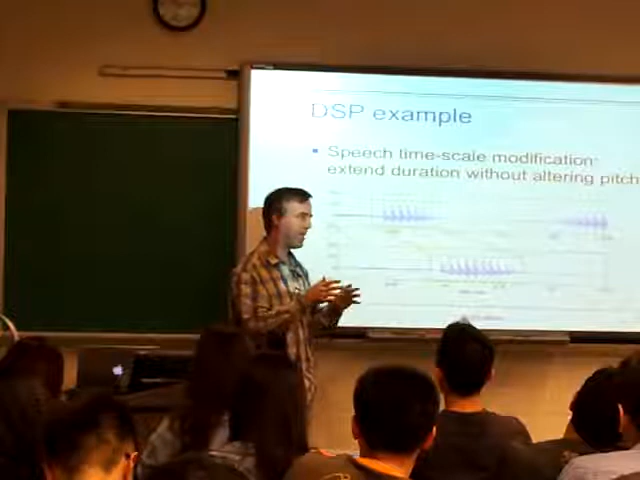 DSP example
▪ Speech time-scale modification:
extend duration without altering pitch